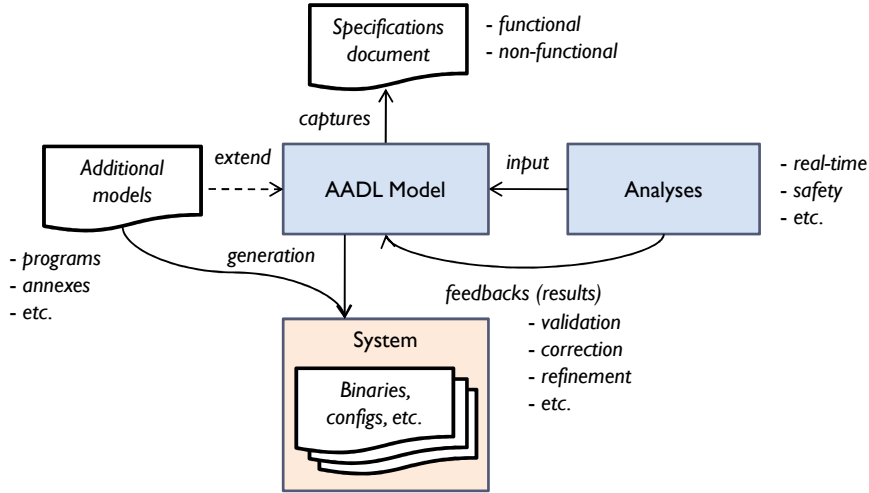 Specifications
document
- functional
- non-functional
captures
Additional
models
extend
AADL Model
input
Analyses
- real-time
- safety
- etc.
- programs
- annexes
- etc.
generation
feedbacks (results)
- validation
- correction
- refinement
- etc.
System
Binaries,
configs, etc.